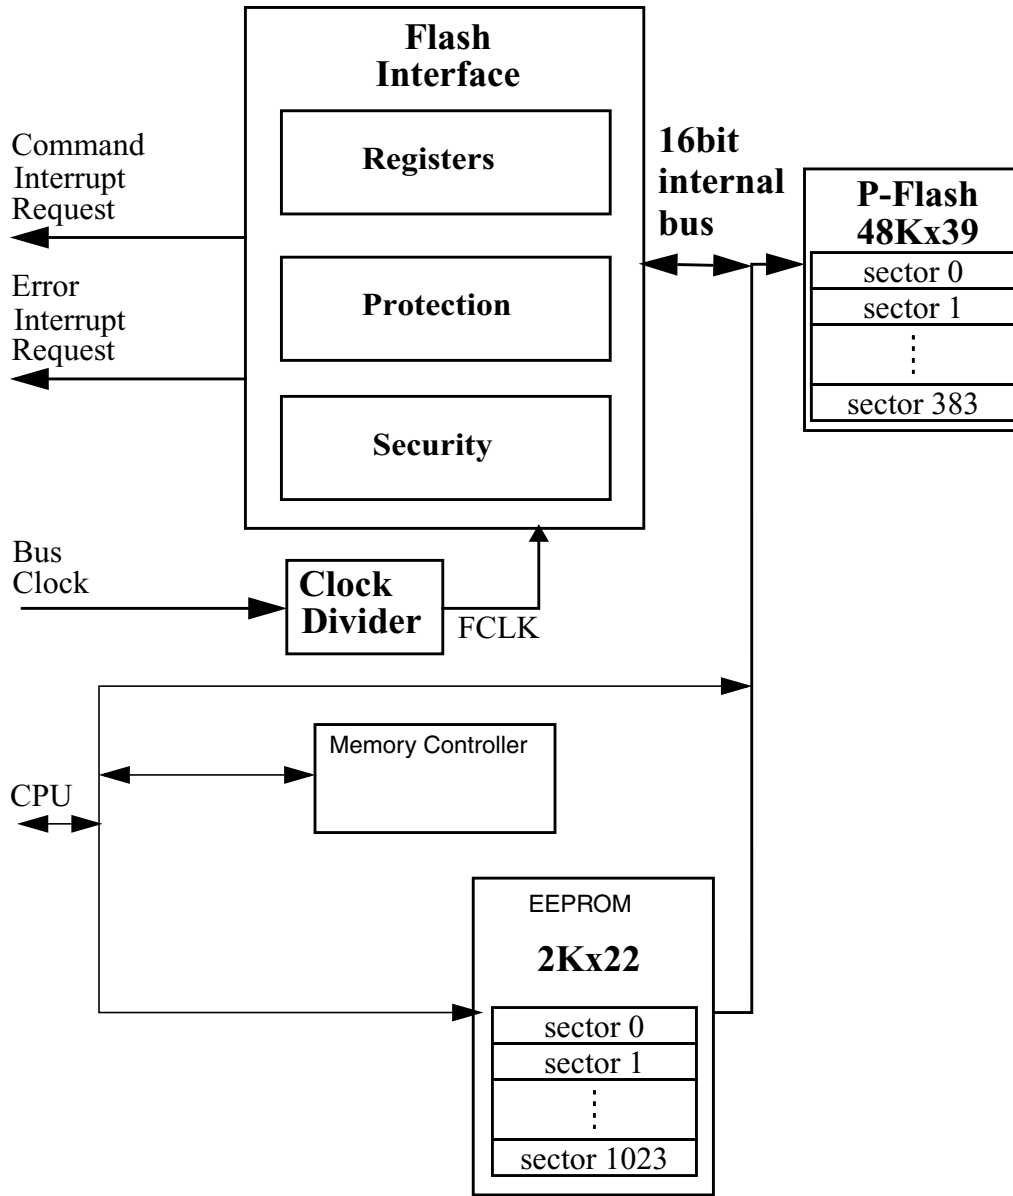 Flash
Interface
Registers
Protection
Security
Command
Interrupt
Request
Error
Interrupt
Request
16bit
internal
bus
P-Flash
48Kx39
sector 0
sector 1
sector 383
Bus
Clock
Clock
Divider
FCLK
Memory Controller
CPU
EEPROM
2Kx22
sector 0
sector 1
sector 1023